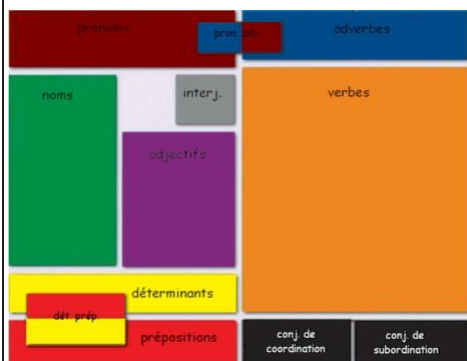 pronoms
pron. adv.
adverbes
noms
interj.
verbes
adjectifs
déterminants
dét. prép.
prépositions
conj. de
coordination
conj. de
subordination